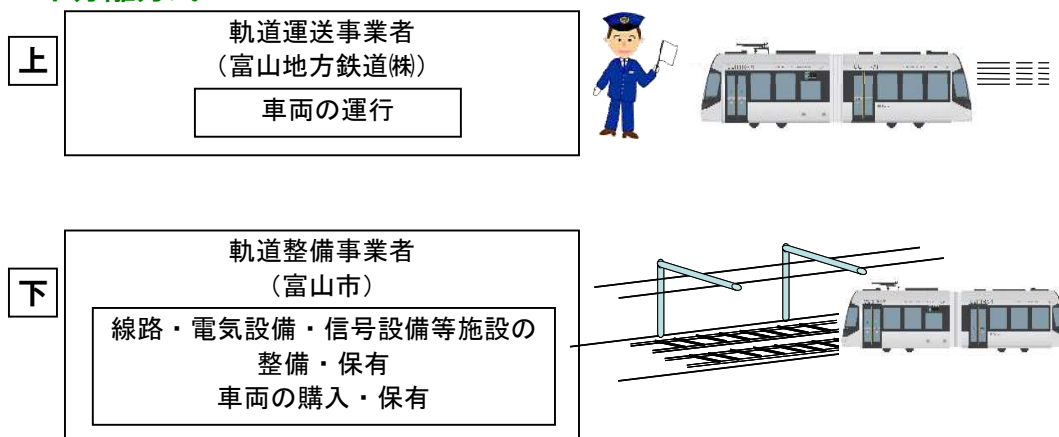 上
軌道運送事業者
（富山地方鉄道㈱）
車両の運行
下
軌道整備事業者
（富山市）
線路・電気設備・信号設備等施設の
整備・保有
車両の購入・保有